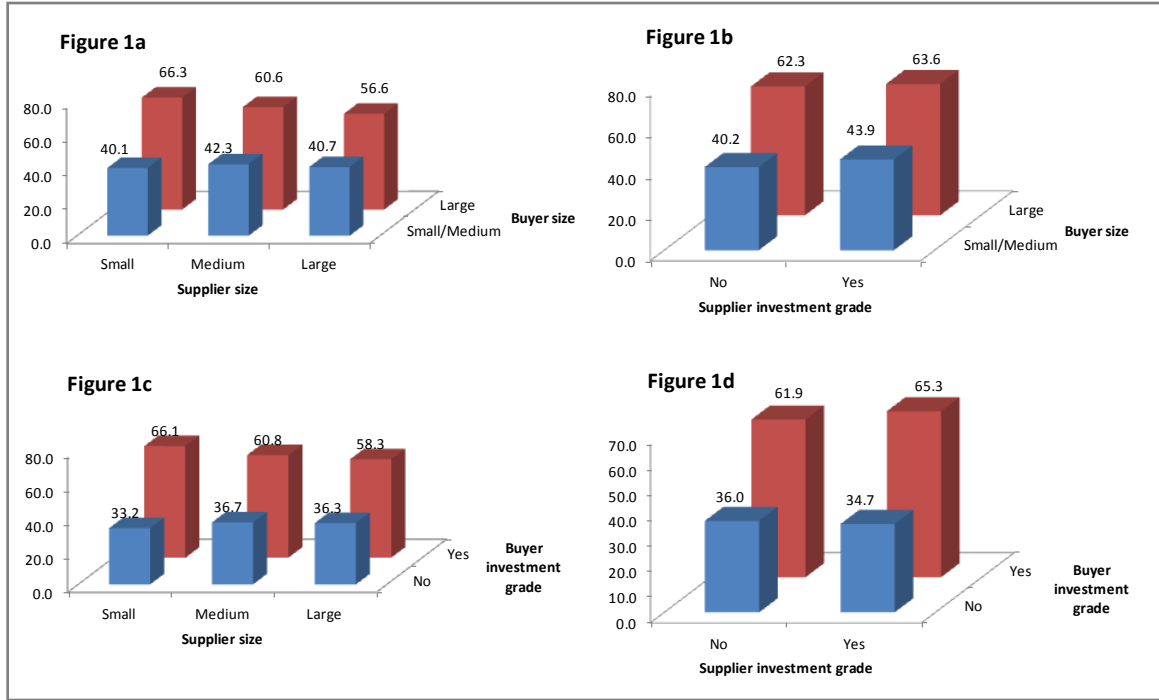 Figure 1a
66.3
60.6
56.6
80.0
60.0
40.0
20.0
0.0
40.1
42.3
40.7
Large
Small/Medium
Buyer size
Small
Medium
Large
Supplier size
Figure 1b
62.3
63.6
80.0
60.0
40.0
20.0
0.0
40.2
43.9
Large
Small/Medium
Buyer size
No
Yes
Supplier investment grade
Figure 1c
66.1
60.8
58.3
80.0
60.0
40.0
20.0
0.0
33.2
36.7
36.3
Yes
No
Buyer
investment
grade
Small
Medium
Large
Supplier size
Figure 1d
61.9
65.3
70.0
60.0
50.0
40.0
30.0
20.0
10.0
0.0
36.0
34.7
Yes
No
Buyer
investment
grade
No
Yes
Supplier investment grade